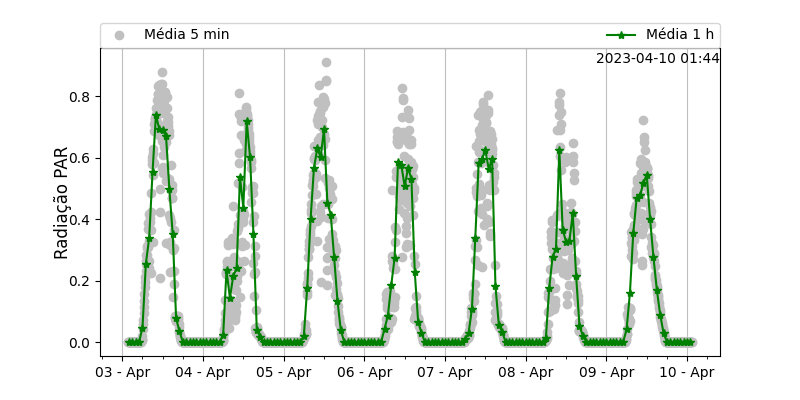 Média 5 min
Média 1 h
2023-04-10 01:44
Radiação PAR
0.8
0.6
0.4
0.2
0.0
03 - Apr
04 - Apr
05 - Apr
06 - Apr
07 - Apr
08 - Apr
09 - Apr
10 - Apr